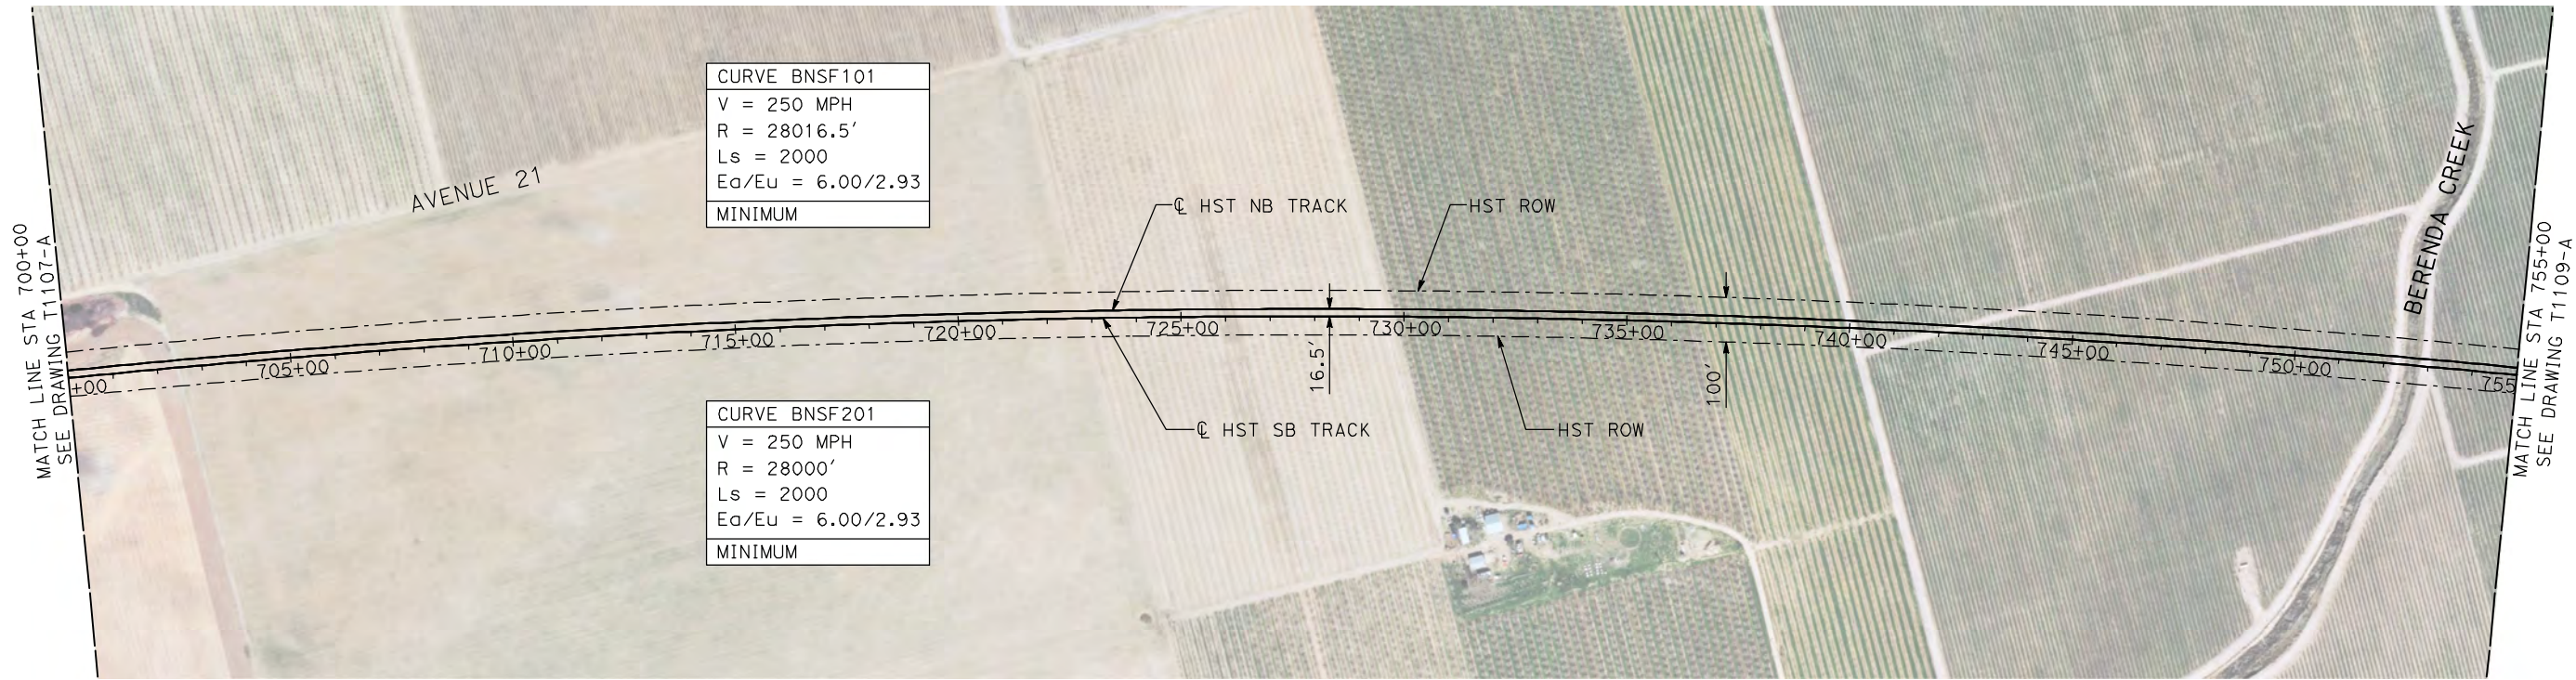 MATCH LINE STA 700+00
SEE DRAWING T1107-A
AVENUE 21
CURVE BNSF101
V = 250 MPH
R = 28016.5′
Ls = 2000
Ea/Eu = 6.00/2.93
MINIMUM
℄ HST NB TRACK
HST ROW
BERENDA CREEK
+00
705+00
710+00
715+00
720+00
725+00
730+00
735+00
740+00
745+00
750+00
755
16.5′
100′
CURVE BNSF201
V = 250 MPH
R = 28000′
Ls = 2000
Ea/Eu = 6.00/2.93
MINIMUM
℄ HST SB TRACK
HST ROW
MATCH LINE STA 755+00
SEE DRAWING T1109-A